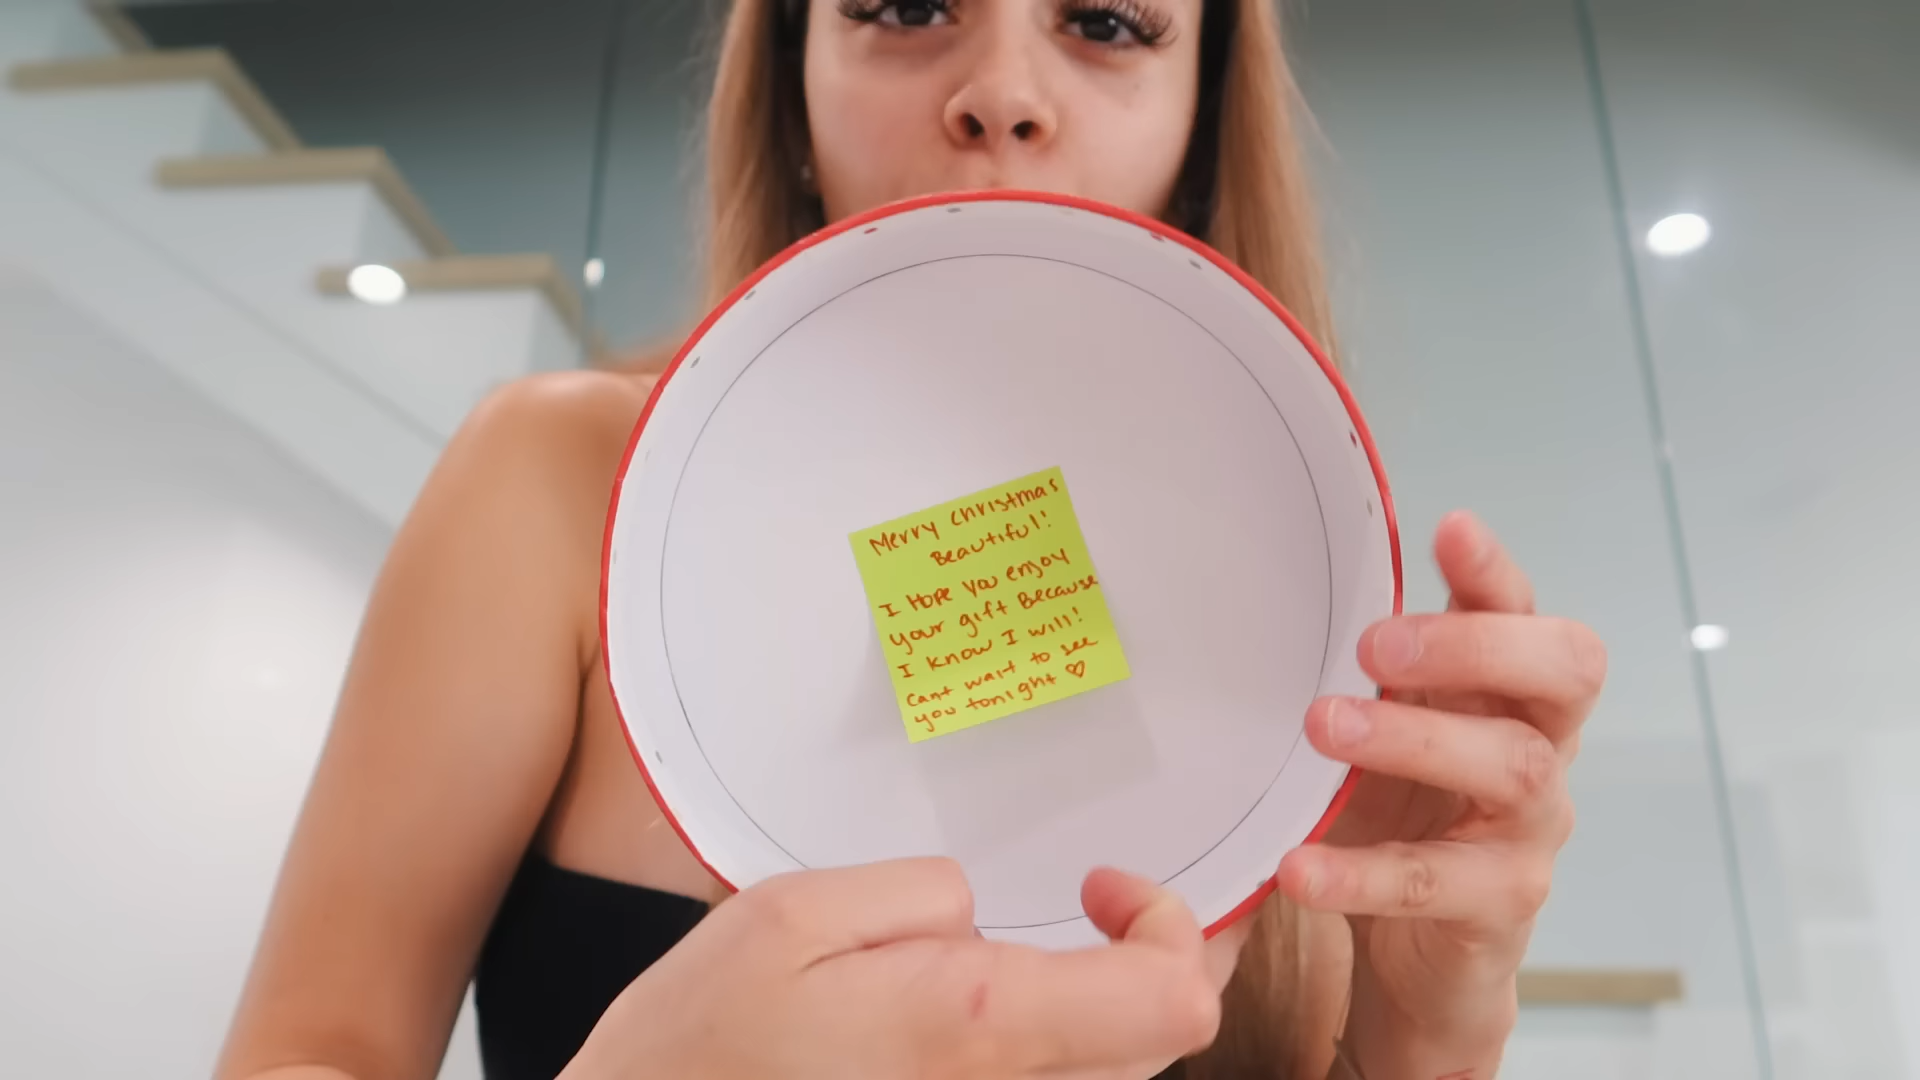 Merry Christmas
Beautiful!
I Hope you enjoy
your gift Because
I know I will!
Cant wait to see
you tonight ♡